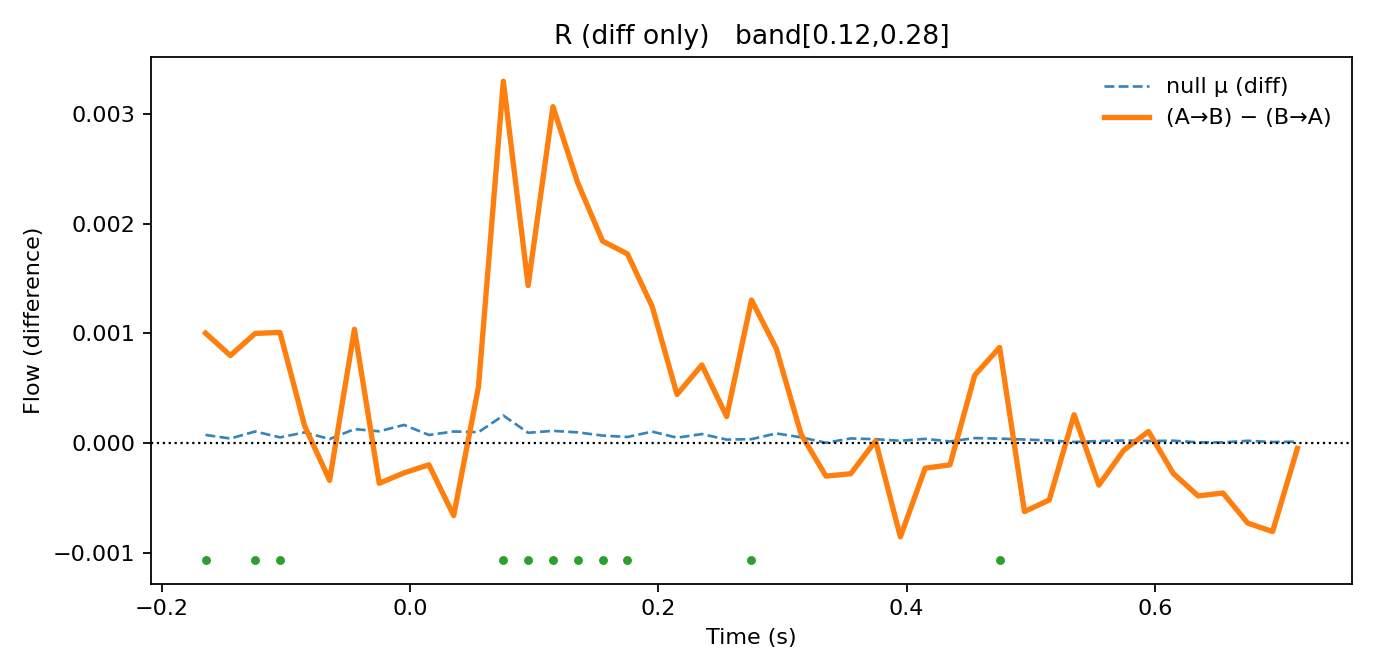 R (diff only)   band[0.12,0.28]
null µ (diff)
(A→B) − (B→A)
Flow (difference)
0.003
0.002
0.001
0.000
−0.001
−0.2
0.0
0.2
0.4
0.6
Time (s)